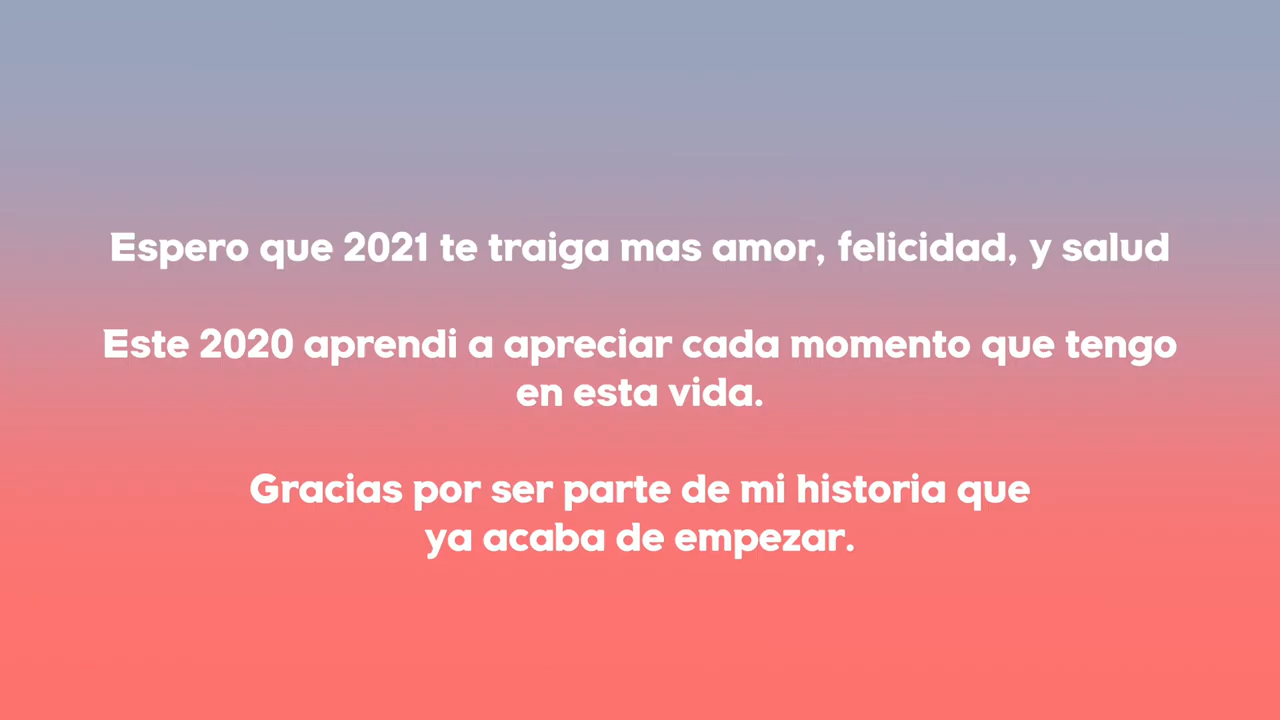 Espero que 2021 te traiga mas amor, felicidad, y salud
Este 2020 aprendi a apreciar cada momento que tengo
en esta vida.
Gracias por ser parte de mi historia que
ya acaba de empezar.